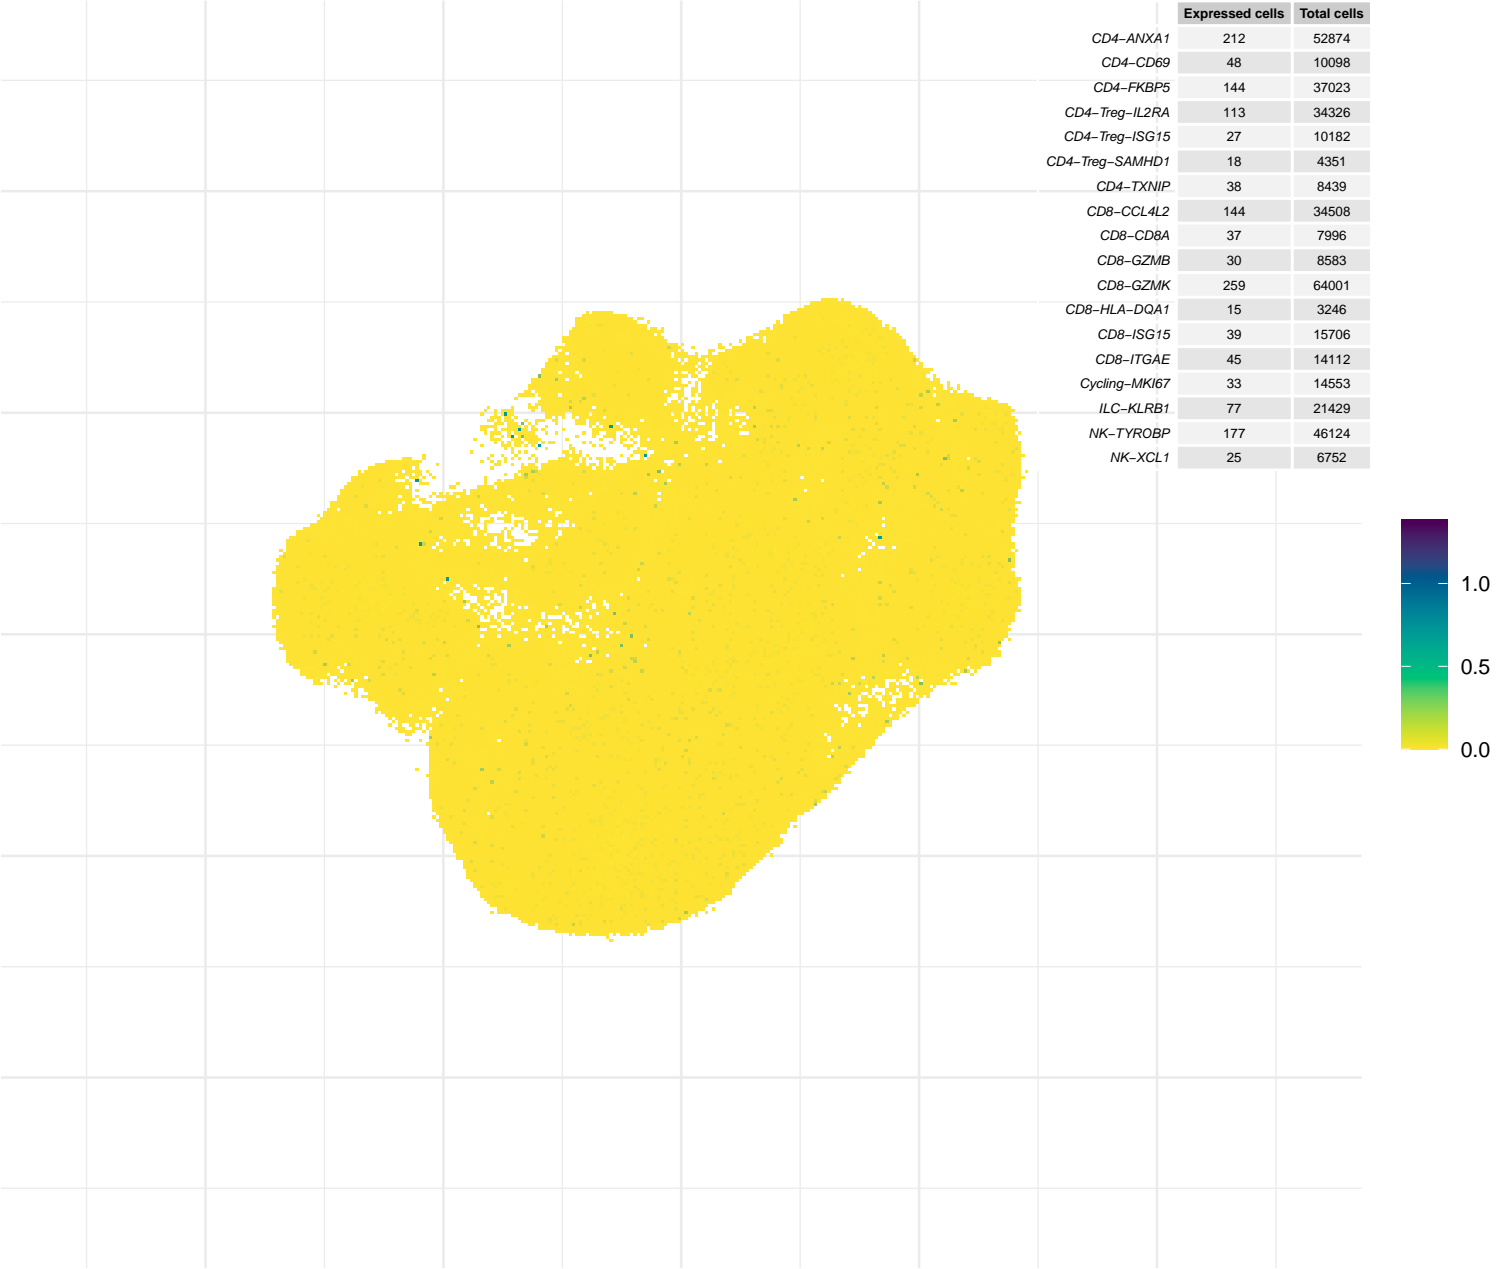 Expressed cells Total cells
CD4−ANXA1 212 52874
CD4−CD69 48 10098
CD4−FKBP5 144 37023
CD4−Treg−IL2RA 113 34326
CD4−Treg−ISG15 27 10182
CD4−Treg−SAMHD1 18 4351
CD4−TXNIP 38 8439
CD8−CCL4L2 144 34508
CD8−CD8A 37 7996
CD8−GZMB 30 8583
CD8−GZMK 259 64001
CD8−HLA−DQA1 15 3246
CD8−ISG15 39 15706
CD8−ITGAE 45 14112
Cycling−MKI67 33 14553
ILC−KLRB1 77 21429
NK−TYROBP 177 46124
NK−XCL1 25 6752
1.0
0.5
0.0